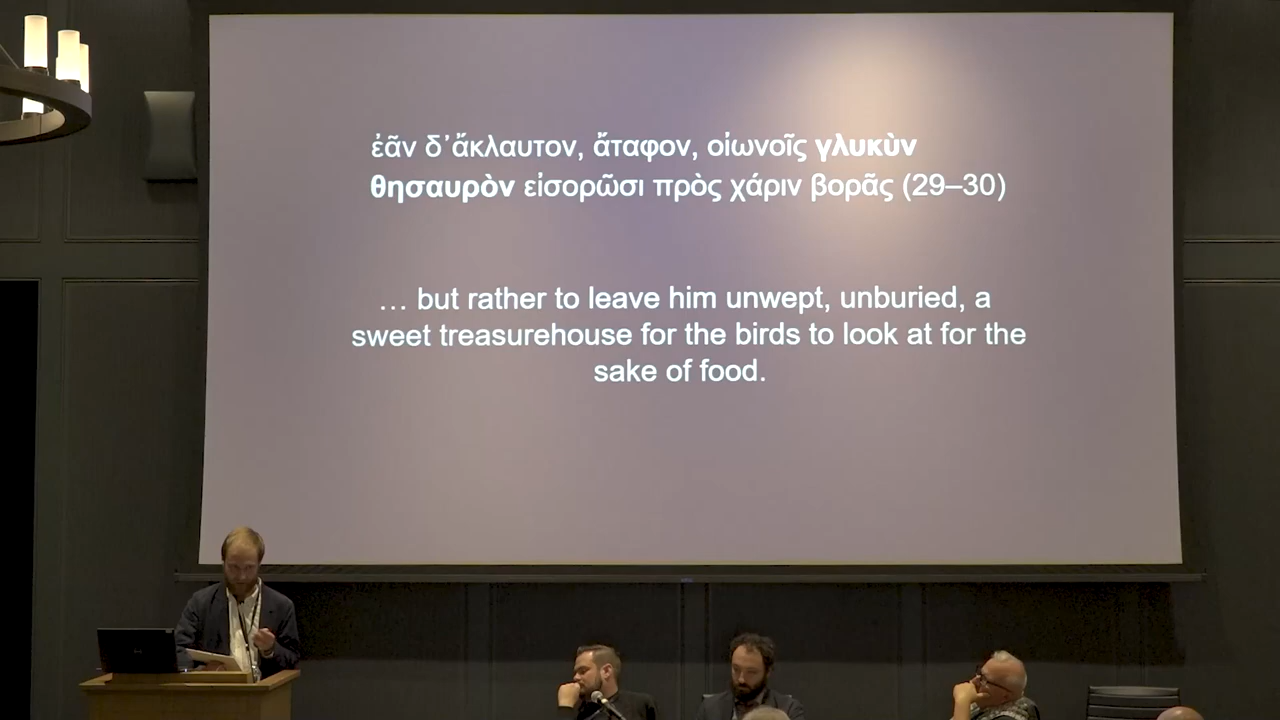 ἐᾶν δ᾽ἄκλαυτον, ἄταφον, οἰωνοῖς γλυκὺν
θησαυρὸν εἰσορῶσι πρὸς χάριν βορᾶς (29–30)
… but rather to leave him unwept, unburied, a
sweet treasurehouse for the birds to look at for the
sake of food.